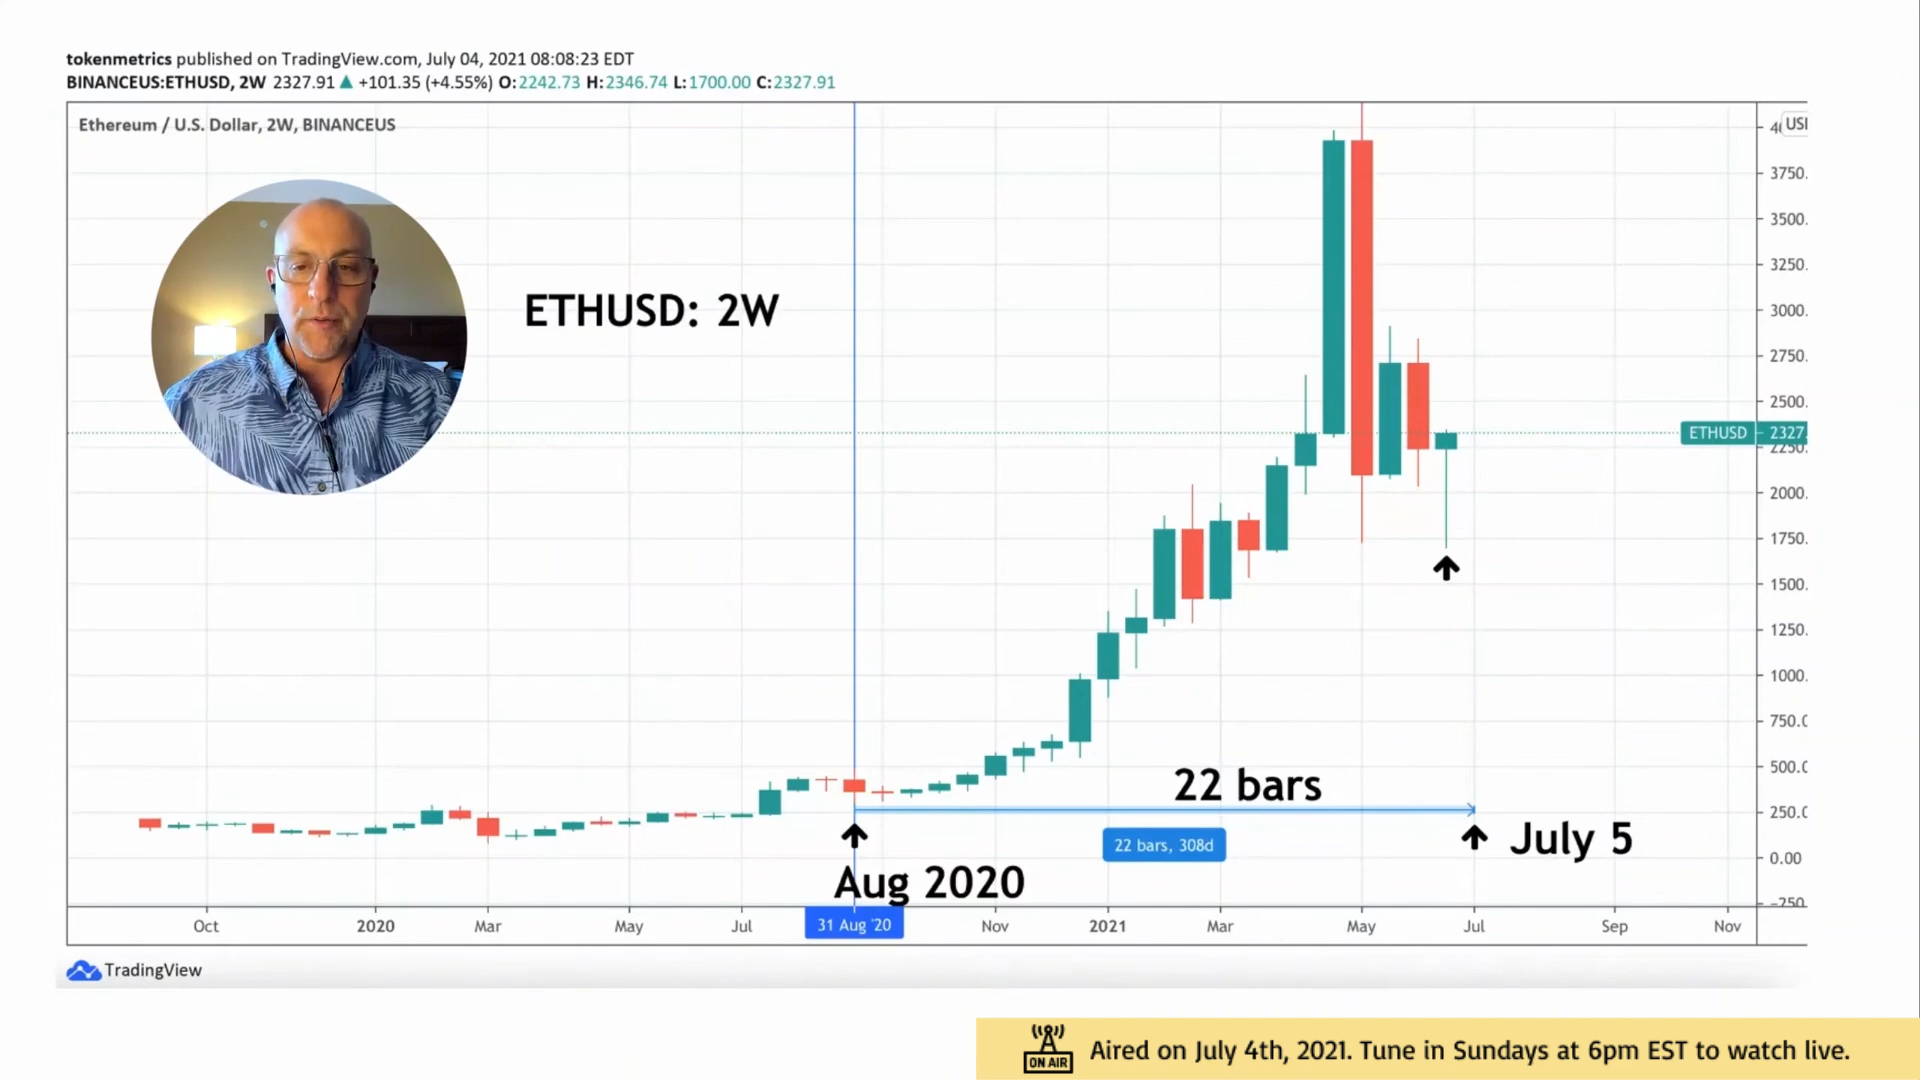 tokenmetrics published on TradingView.com, July 04, 2021 08:08:23 EDT
BINANCEUS:ETHUSD, 2W 2327.91 ▲ +101.35 (+4.55%) O:2242.73 H:2346.74 L:1700.00 C:2327.91
Ethereum / U.S. Dollar, 2W, BINANCEUS
3750.
3500.
3250.
ETHUSD: 2W
3000.
2750.
2500.
ETHUSD 2327.
2250.
2000.
1750.
1500.
1250.
1000.
750.
500.
22 bars
250.
22 bars, 308d
July 5
0.00
Aug 2020
-250
Oct 2020 Mar May Jul 31 Aug '20 Nov 2021 Mar May Jul Sep Nov
TradingView
ON AIR
Aired on July 4th, 2021. Tune in Sundays at 6pm EST to watch live.